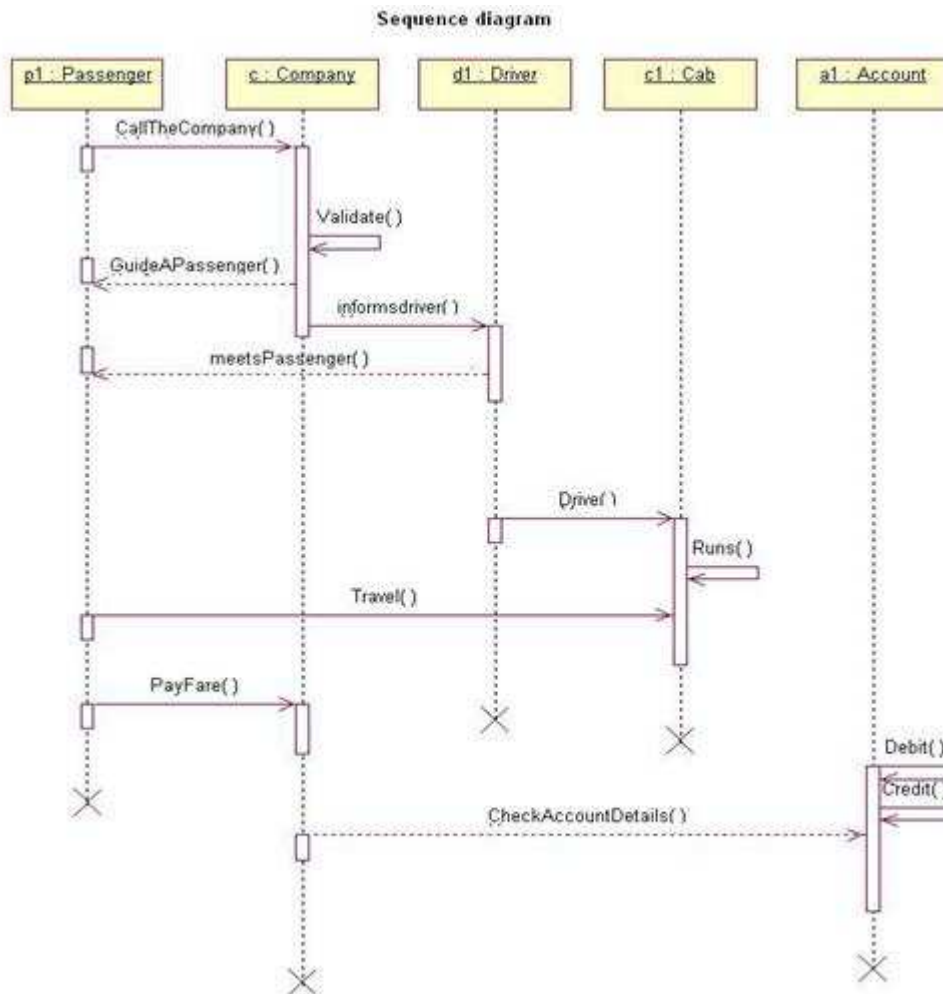 Sequence diagram
p1 : Passenger
c : Company
d1 : Driver
c1 : Cab
a1 : Account
CallTheCompany( )
Validate( )
GuideAPassenger( )
informsdriver( )
meetsPassenger( )
Drive( )
Runs( )
Travel( )
PayFare( )
Debit( )
Credit( )
CheckAccountDetails( )